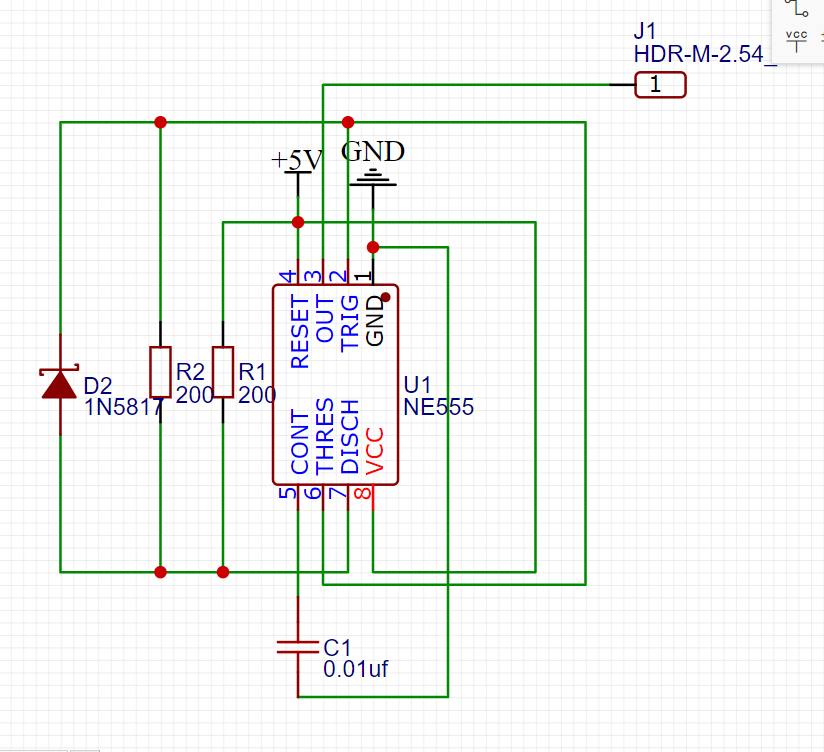 vcc
J1
HDR-M-2.54_
1
+5V
GND
4
3
2
1
RESET
OUT
TRIG
GND
D2
1N5817
R2
200
R1
200
U1
NE555
CONT
THRES
DISCH
VCC
5
6
7
8
C1
0.01uf